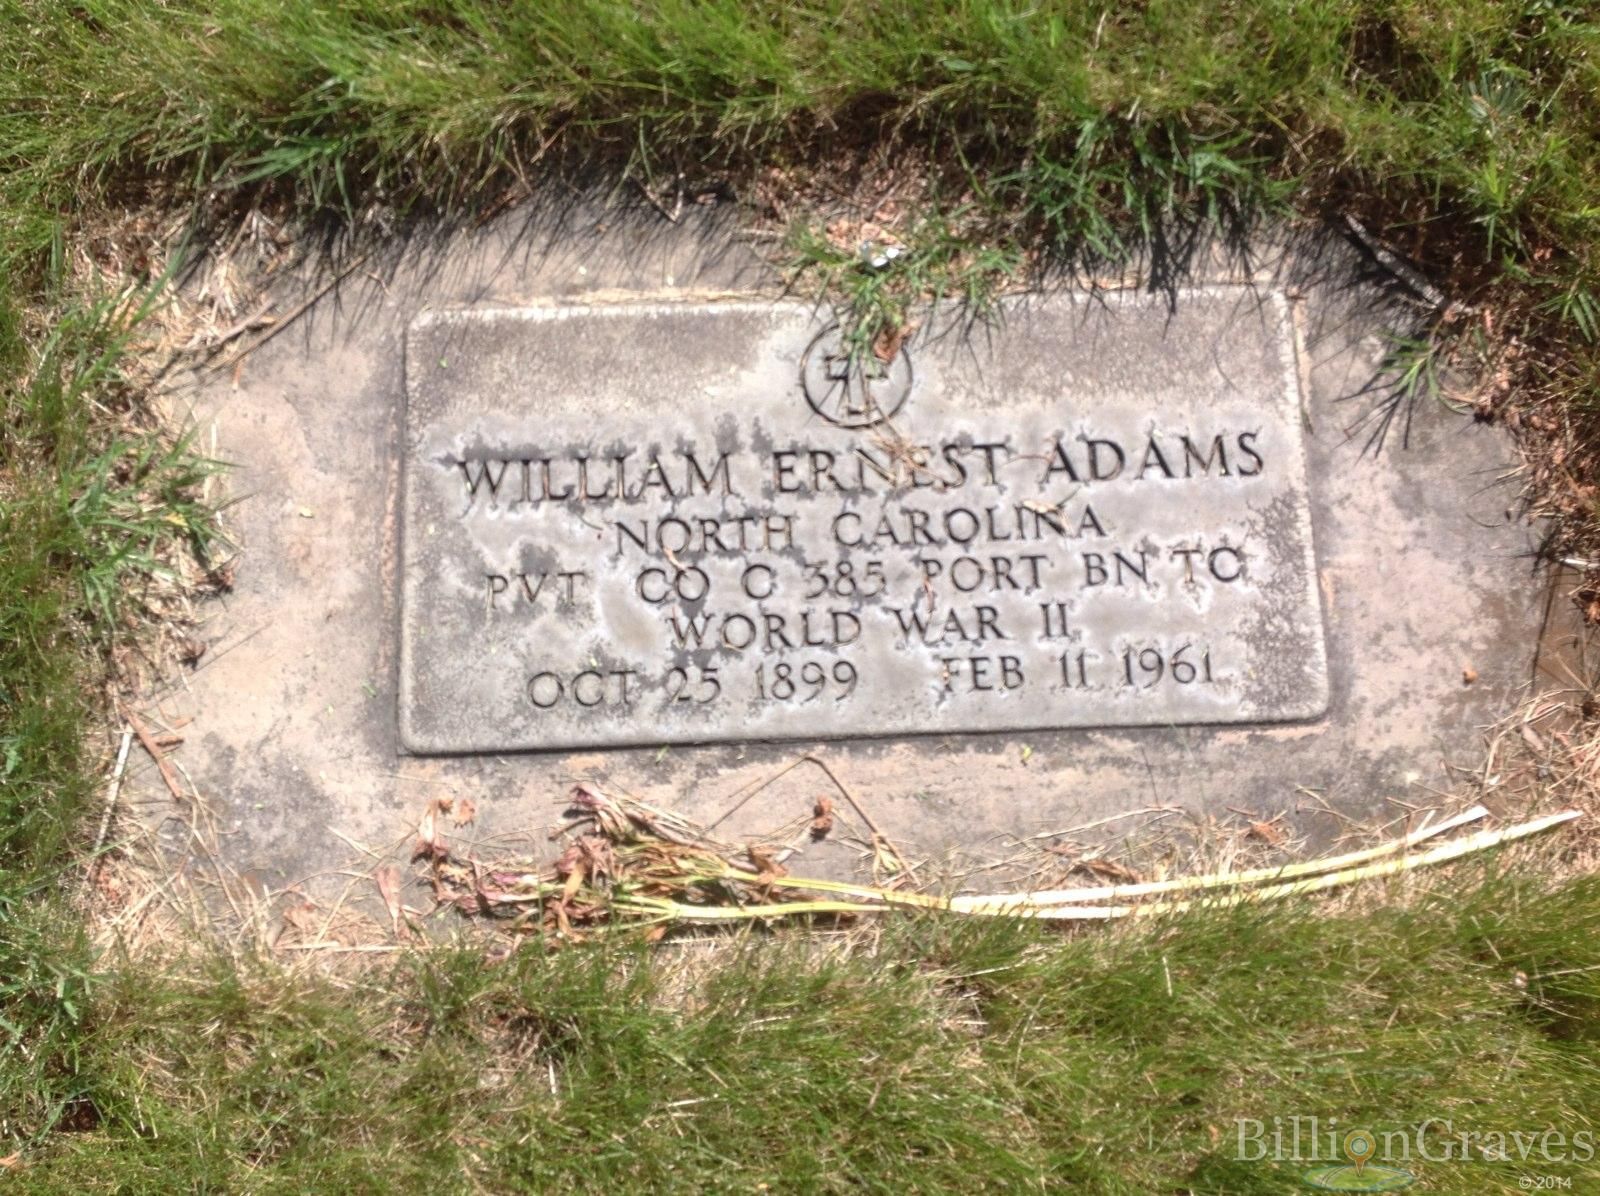 WILLIAM ERNEST ADAMS
NORTH CAROLINA
PVT CO C 385 PORT BN TC
WORLD WAR II
OCT 25 1899 FEB 11 1961
BillionGraves
© 2014